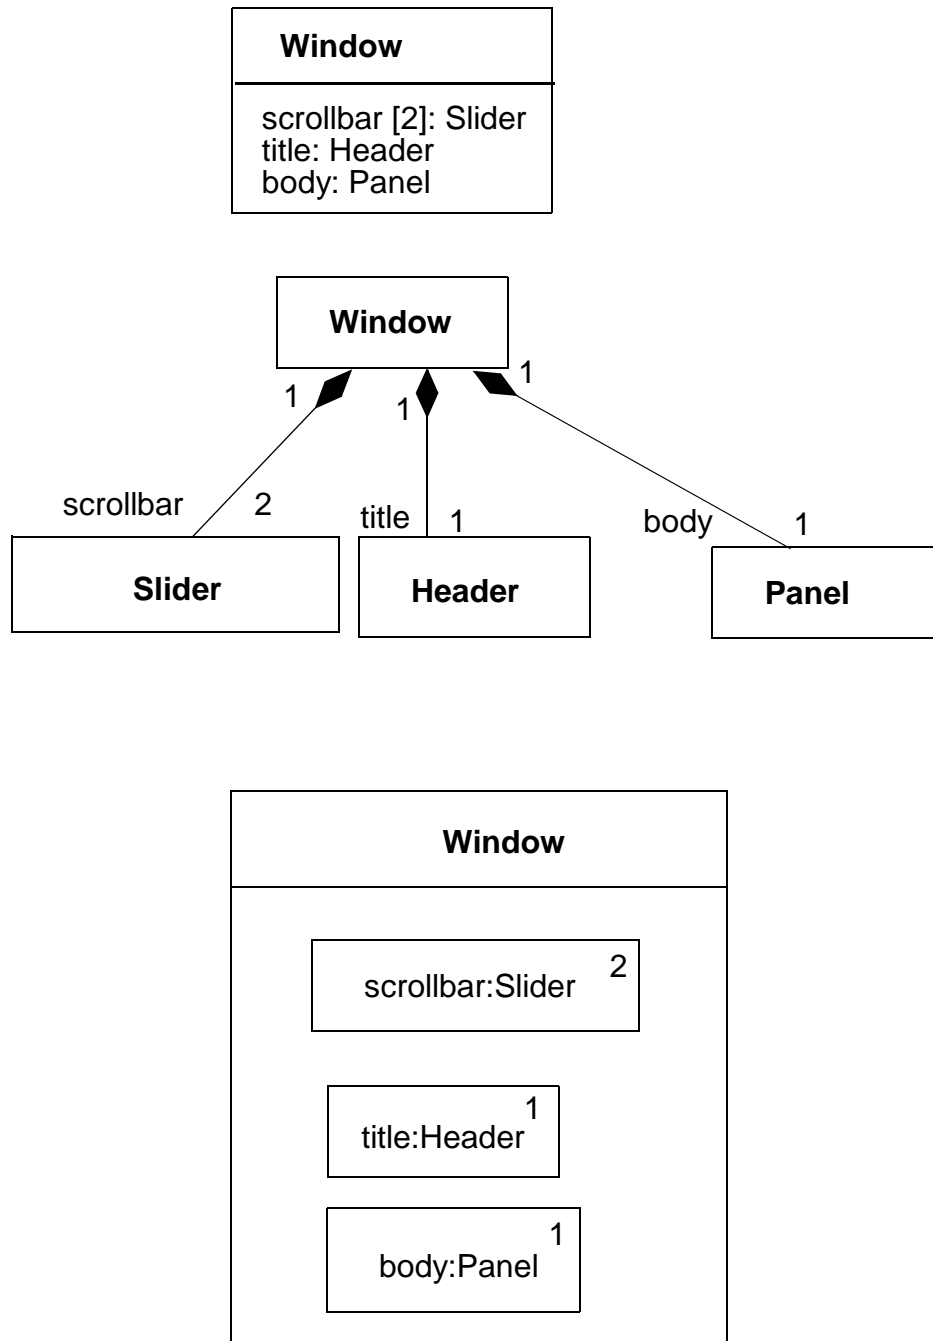 Window
scrollbar [2]: Slider
title: Header
body: Panel
Window
1
1
1
scrollbar
2
title
1
body
1
Slider
Header
Panel
Window
scrollbar:Slider
2
title:Header
1
body:Panel
1